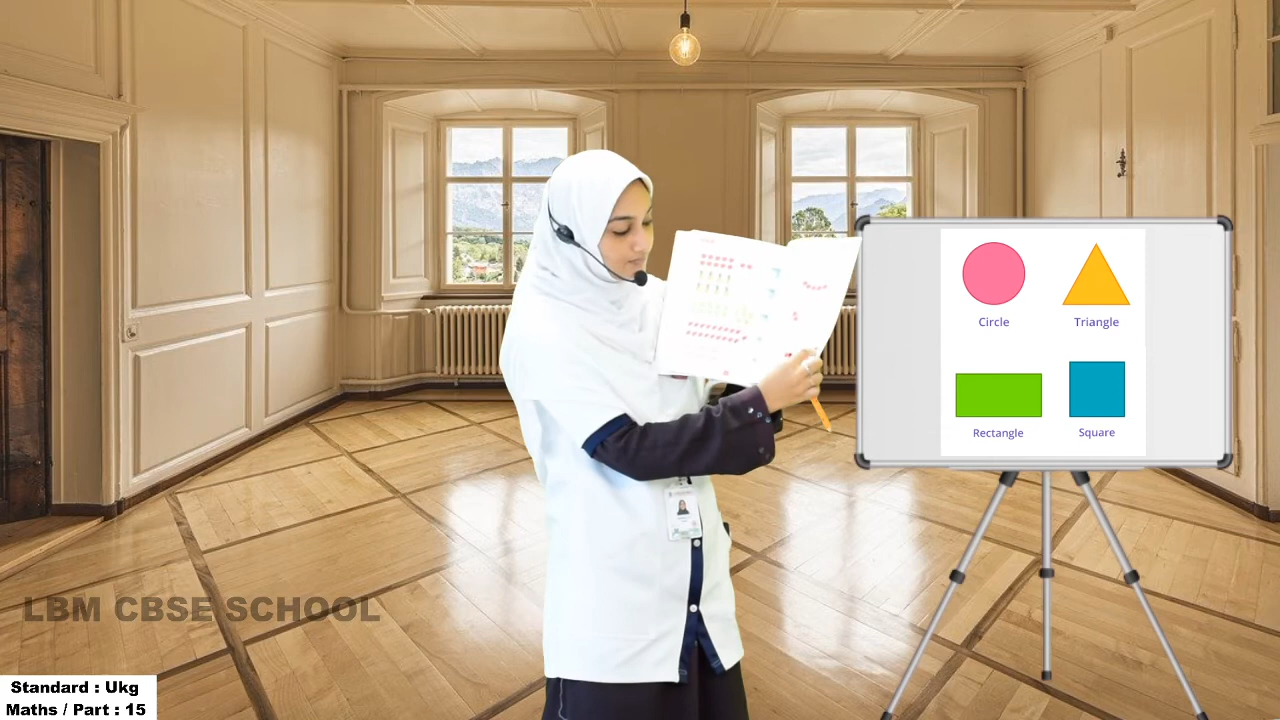 Circle
Triangle
Rectangle
Square
LBM CBSE SCHOOL
Standard : Ukg
Maths / Part : 15